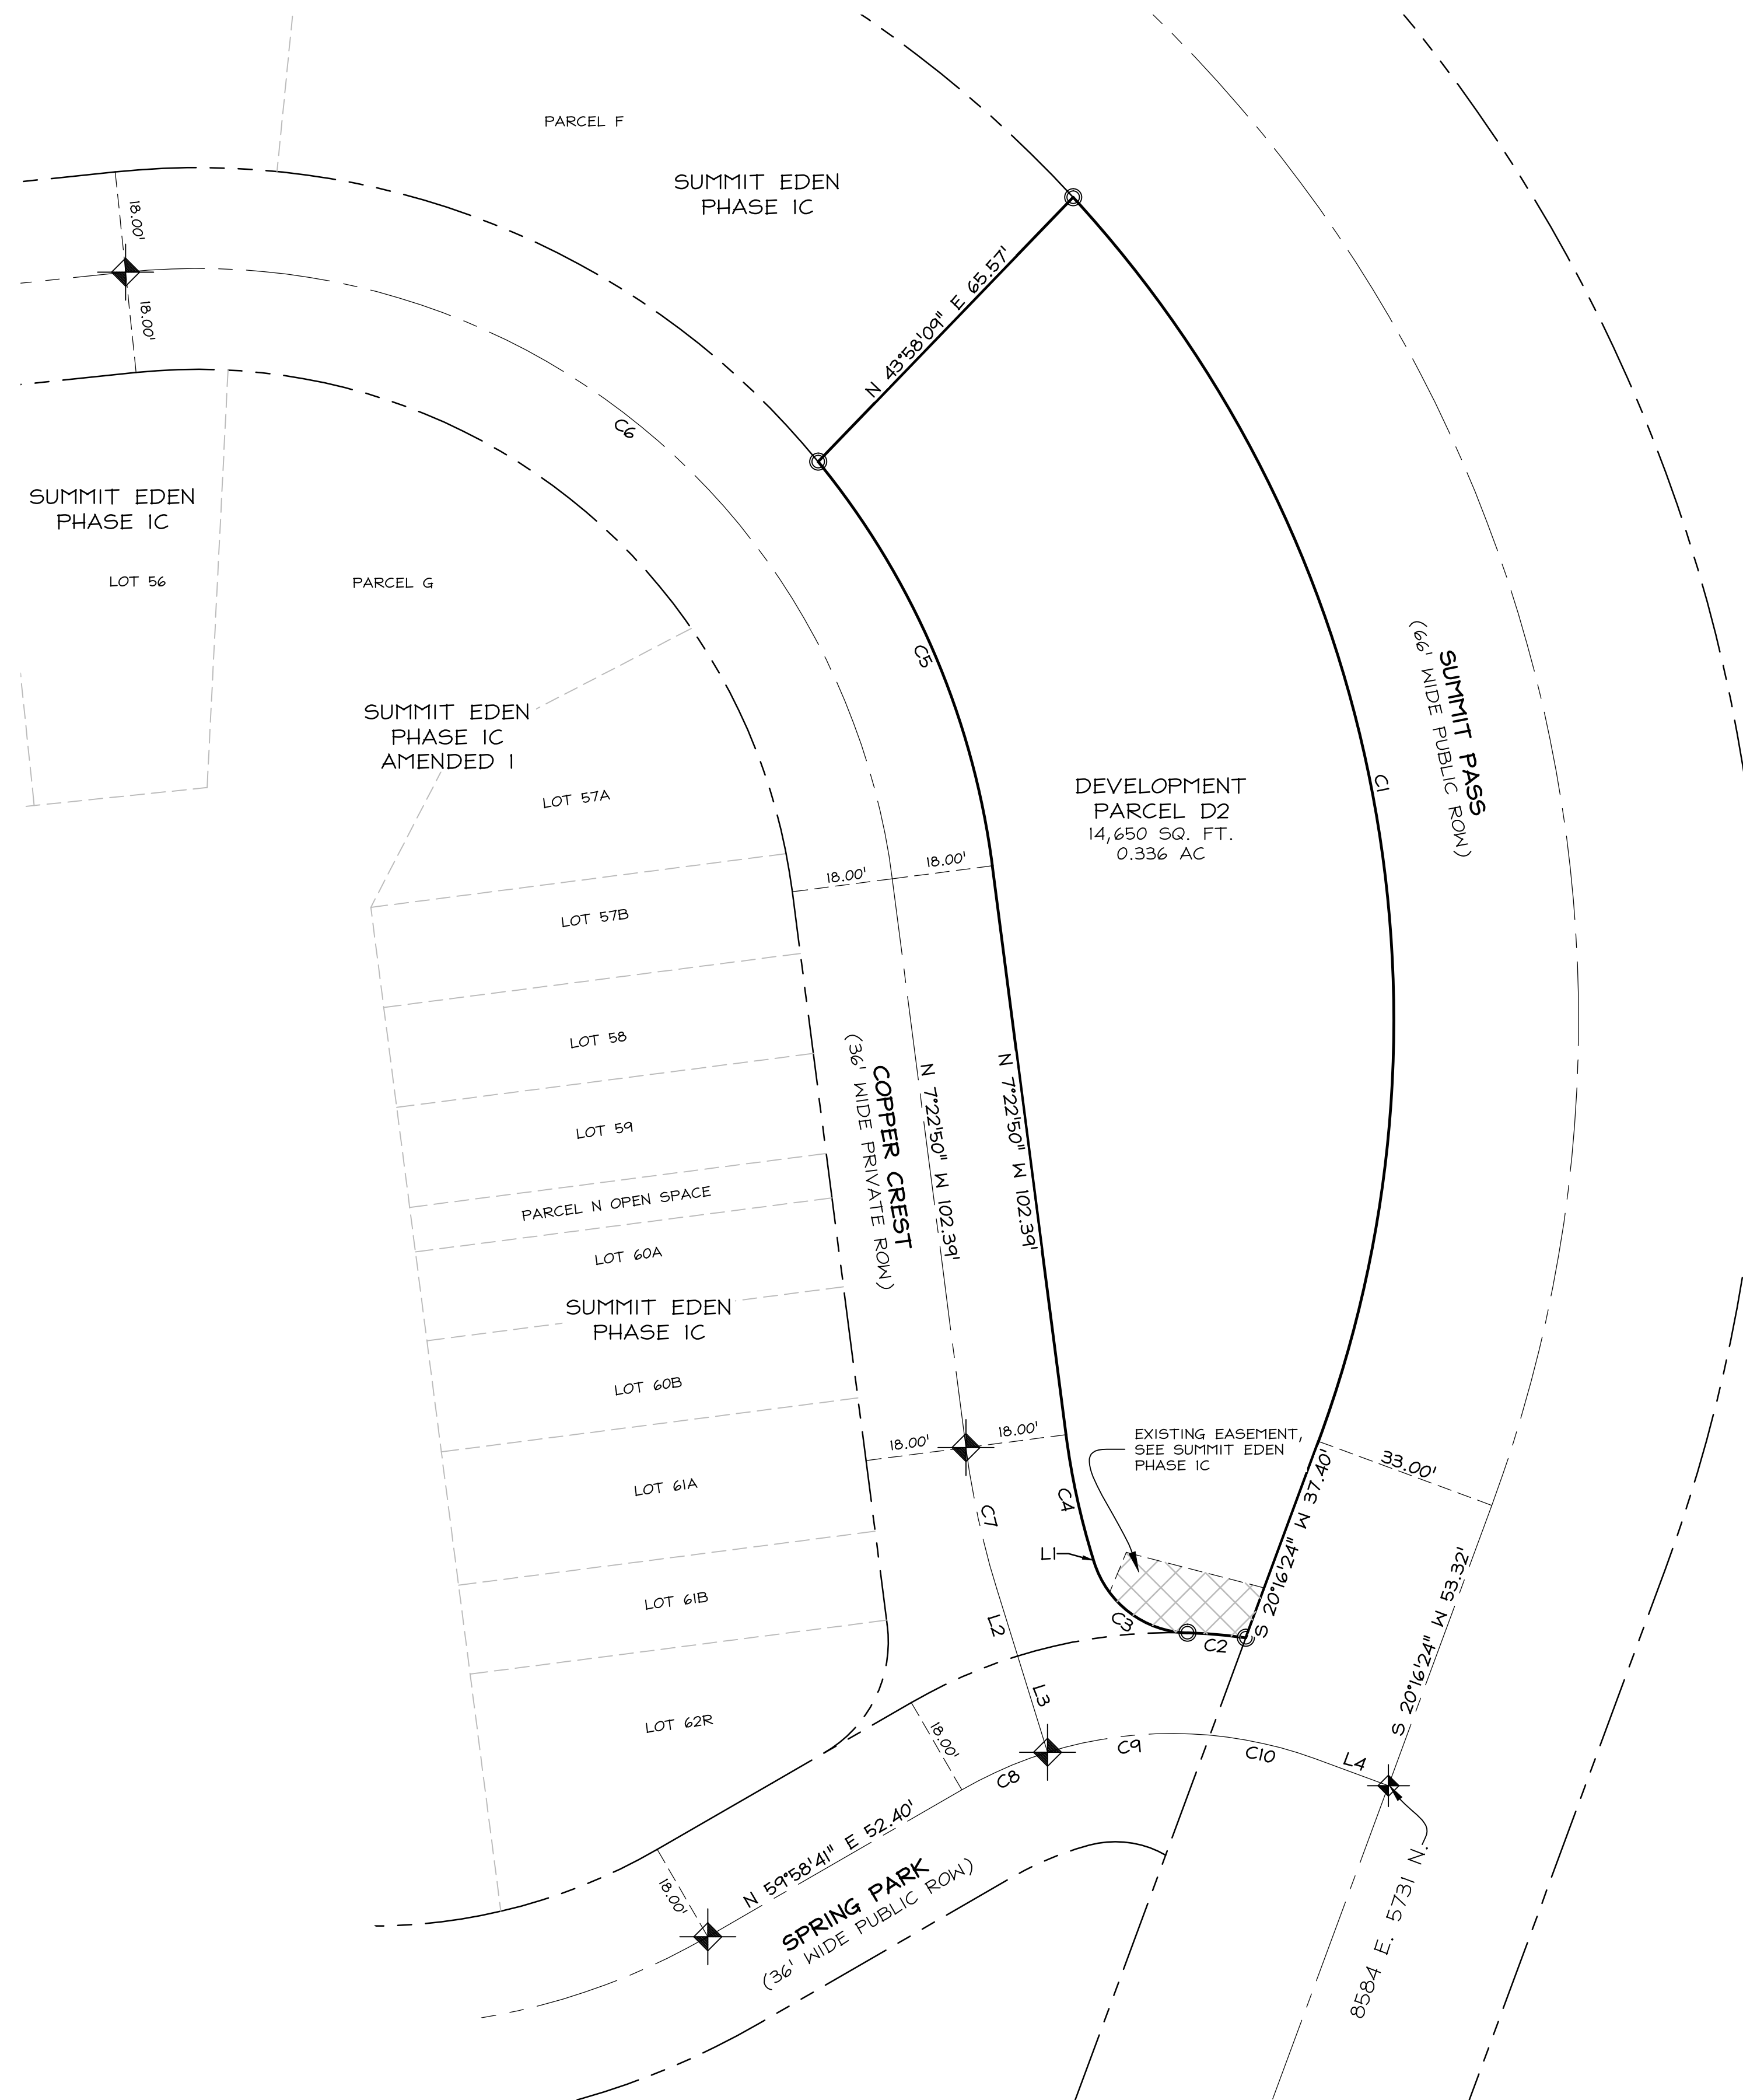 PARCEL F
SUMMIT EDEN
PHASE 1C
18.00'
18.00'
N 43°58'09" E 65.57'
C6
SUMMIT EDEN
PHASE 1C
LOT 56
PARCEL G
C5
SUMMIT PASS
(66' WIDE PUBLIC ROW)
SUMMIT EDEN
PHASE 1C
AMENDED 1
C1
DEVELOPMENT
PARCEL D2
14,650 SQ. FT.
0.336 AC
LOT 57A
18.00'
18.00'
LOT 57B
LOT 58
LOT 59
PARCEL N OPEN SPACE
LOT 60A
COPPER CREST
(36' WIDE PRIVATE ROW)
N 7°22'50" W 102.39'
N 7°22'50" W 102.39'
SUMMIT EDEN
PHASE 1C
LOT 60B
18.00'
18.00'
EXISTING EASEMENT,
SEE SUMMIT EDEN
PHASE 1C
33.00'
LOT 61A
C4
C7
L1
S 20°16'24" W 37.40'
S 20°16'24" W 53.32'
LOT 61B
C3
C2
L2
L3
LOT 62R
18.00'
C9
C10
L4
C8
N 59°58'41" E 52.40'
18.00'
SPRING PARK
(36' WIDE PUBLIC ROW)
8584 E. 5731 N.